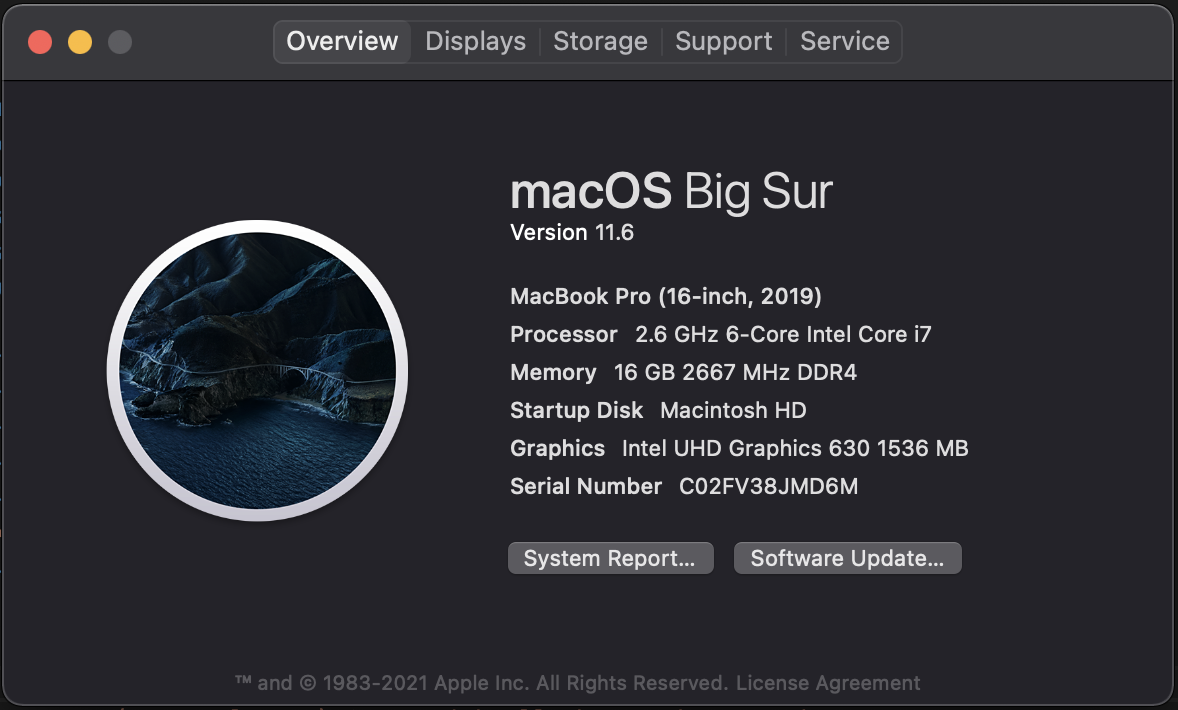 Overview Displays Storage Support Service
macOS Big Sur
Version 11.6
MacBook Pro (16-inch, 2019)
Processor 2.6 GHz 6-Core Intel Core i7
Memory 16 GB 2667 MHz DDR4
Startup Disk Macintosh HD
Graphics Intel UHD Graphics 630 1536 MB
Serial Number C02FV38JMD6M
System Report... Software Update...
™ and © 1983-2021 Apple Inc. All Rights Reserved. License Agreement